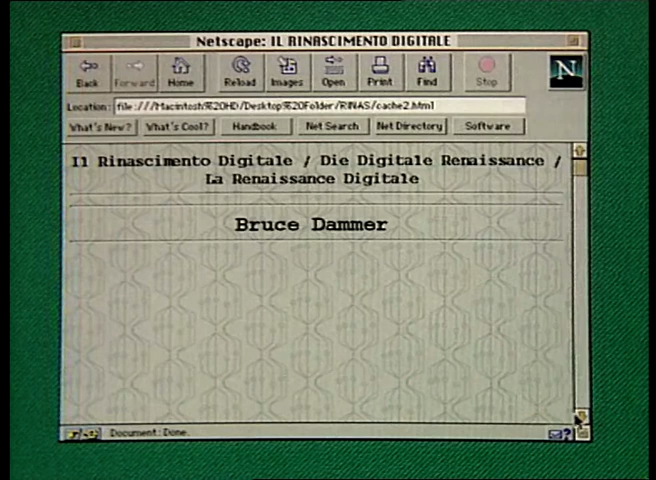 Netscape: IL RINASCIMENTO DIGITALE
Back Forward Home Reload Images Open Print Find Stop
N
Location: file:///Macintosh%20HD/Desktop%20Folder/RINAS/cache2.html
What's New? What's Cool? Handbook Net Search Net Directory Software
Il Rinascimento Digitale / Die Digitale Renaissance /
La Renaissance Digitale
Bruce Dammer
Document: Done.